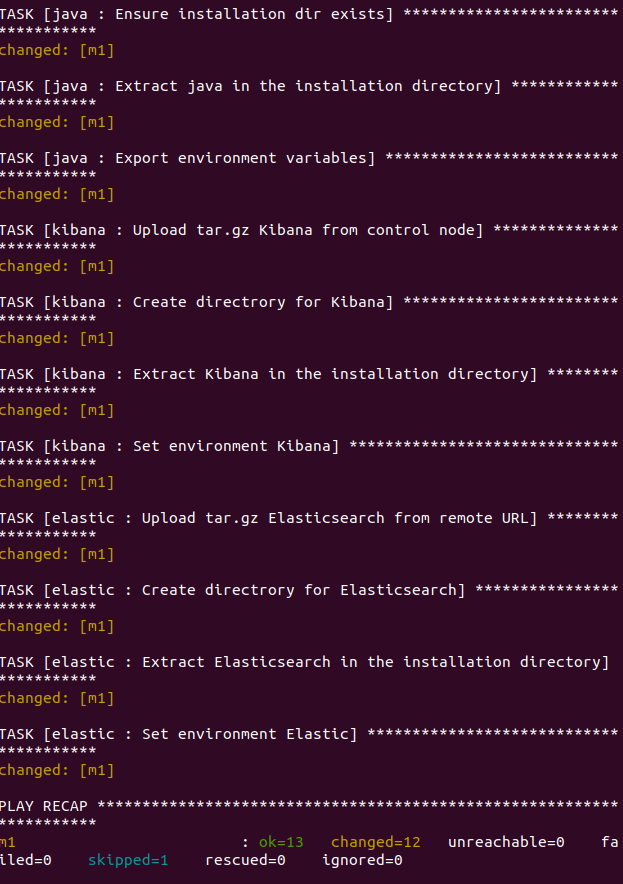 TASK [java : Ensure installation dir exists] ************************
***********
changed: [m1]
TASK [java : Extract java in the installation directory] ************
***********
changed: [m1]
TASK [java : Export environment variables] **************************
***********
changed: [m1]
TASK [kibana : Upload tar.gz Kibana from control node] **************
***********
changed: [m1]
TASK [kibana : Create directrory for Kibana] ************************
***********
changed: [m1]
TASK [kibana : Extract Kibana in the installation directory] ********
***********
changed: [m1]
TASK [kibana : Set environment Kibana] ******************************
***********
changed: [m1]
TASK [elastic : Upload tar.gz Elasticsearch from remote URL] ********
***********
changed: [m1]
TASK [elastic : Create directrory for Elasticsearch] ****************
***********
changed: [m1]
TASK [elastic : Extract Elasticsearch in the installation directory]
***********
changed: [m1]
TASK [elastic : Set environment Elastic] ****************************
***********
changed: [m1]
PLAY RECAP **********************************************************
***********
m1                         : ok=13   changed=12   unreachable=0    fa
iled=0    skipped=1    rescued=0    ignored=0